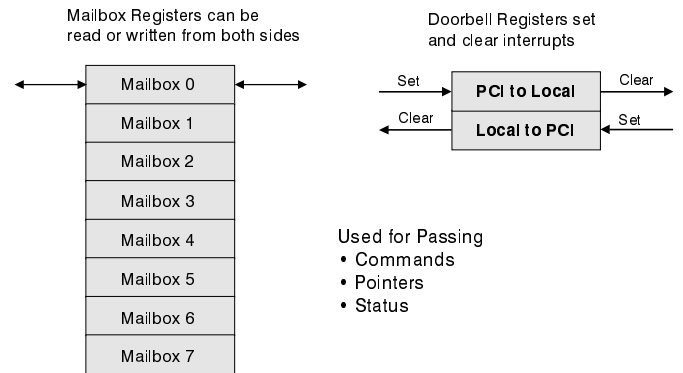 Mailbox Registers can be
read or written from both sides
Mailbox 0
Mailbox 1
Mailbox 2
Mailbox 3
Mailbox 4
Mailbox 5
Mailbox 6
Mailbox 7
Doorbell Registers set
and clear interrupts
Set
PCI to Local
Clear
Clear
Local to PCI
Set
Used for Passing
• Commands
• Pointers
• Status